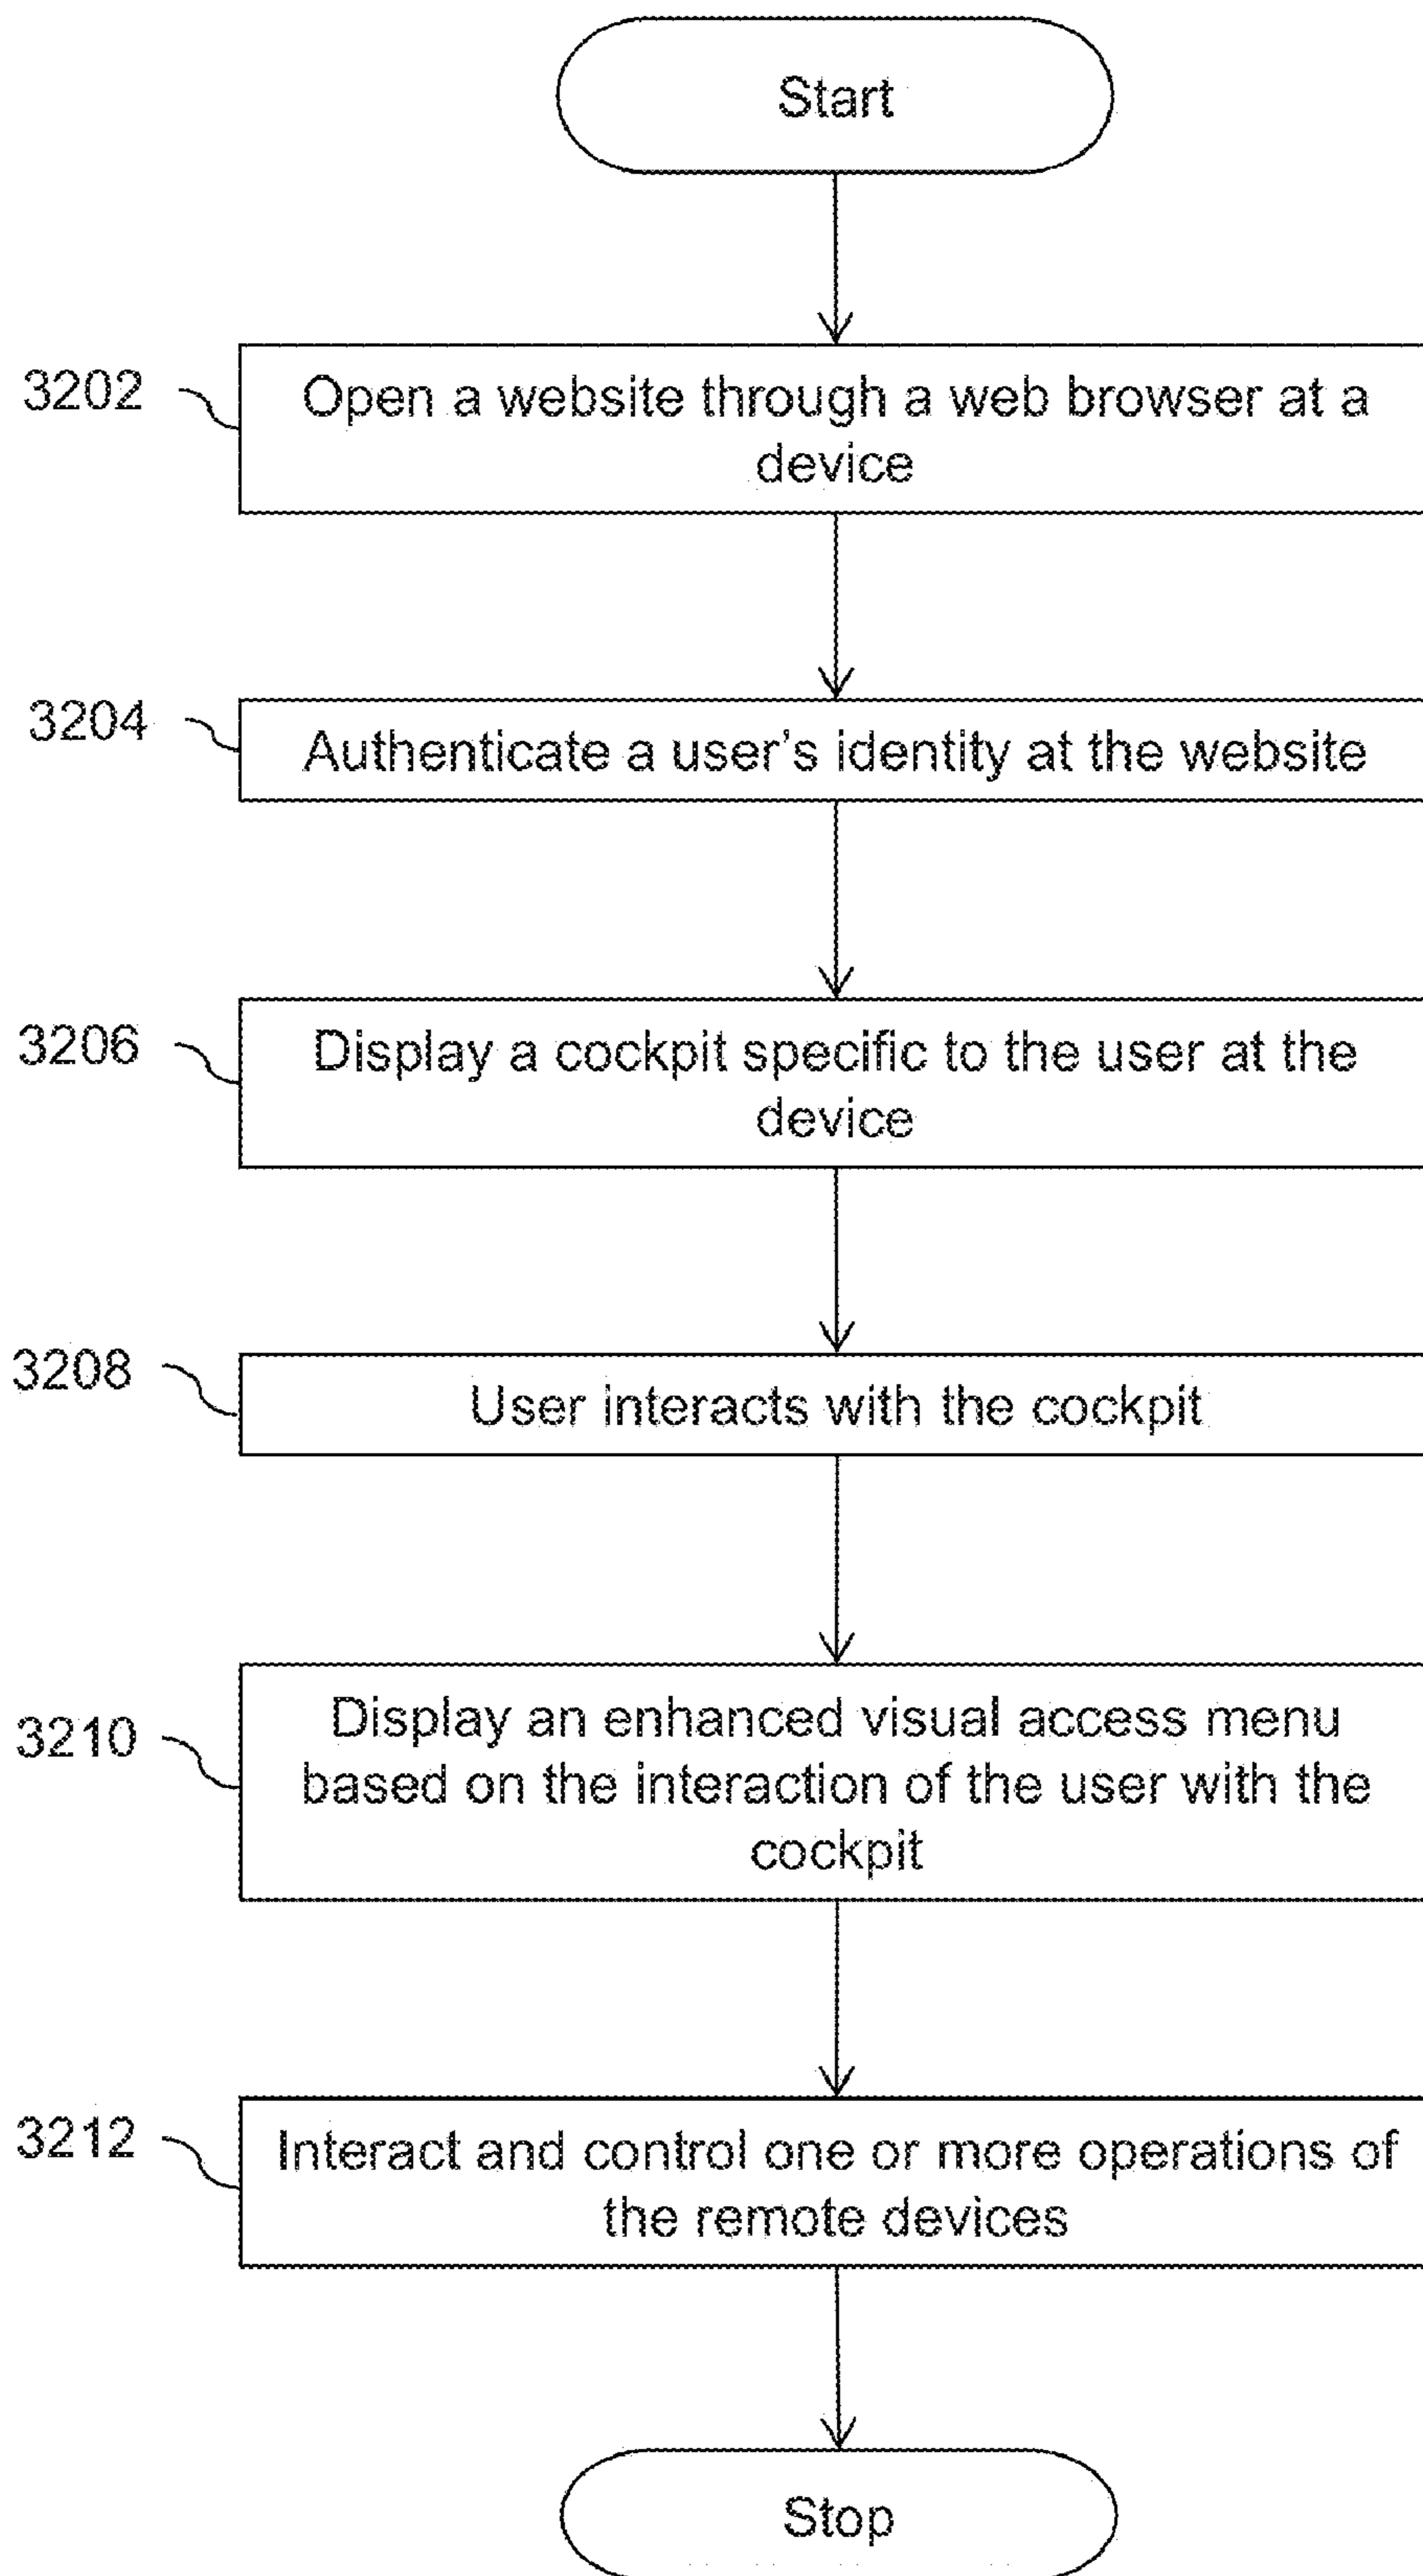 Start
3202
Open a website through a web browser at a
device
3204
Authenticate a user's identity at the website
3206
Display a cockpit specific to the user at the
device
3208
User interacts with the cockpit
3210
Display an enhanced visual access menu
based on the interaction of the user with the
cockpit
3212
Interact and control one or more operations of
the remote devices
Stop